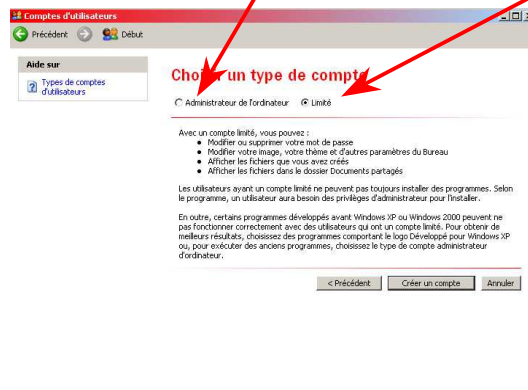 Comptes d'utilisateurs
Précédent Début
Aide sur
Types de comptes
d'utilisateurs
Choisir un type de compte
Administrateur de l'ordinateur Limité
Avec un compte limité, vous pouvez :
• Modifier ou supprimer votre mot de passe
• Modifier votre image, votre thème et d'autres paramètres du Bureau
• Afficher les fichiers que vous avez créés
• Afficher les fichiers dans le dossier Documents partagés
Les utilisateurs ayant un compte limité ne peuvent pas toujours installer des programmes. Selon
le programme, un utilisateur aura besoin des privilèges d'administrateur pour l'installer.
En outre, certains programmes développés avant Windows XP ou Windows 2000 peuvent ne
pas fonctionner correctement avec des utilisateurs qui ont un compte limité. Pour obtenir de
meilleurs résultats, choisissez des programmes comportant le logo Développé pour Windows XP
ou, pour exécuter des anciens programmes, choisissez le type de compte administrateur
d'ordinateur.
< Précédent Créer un compte Annuler